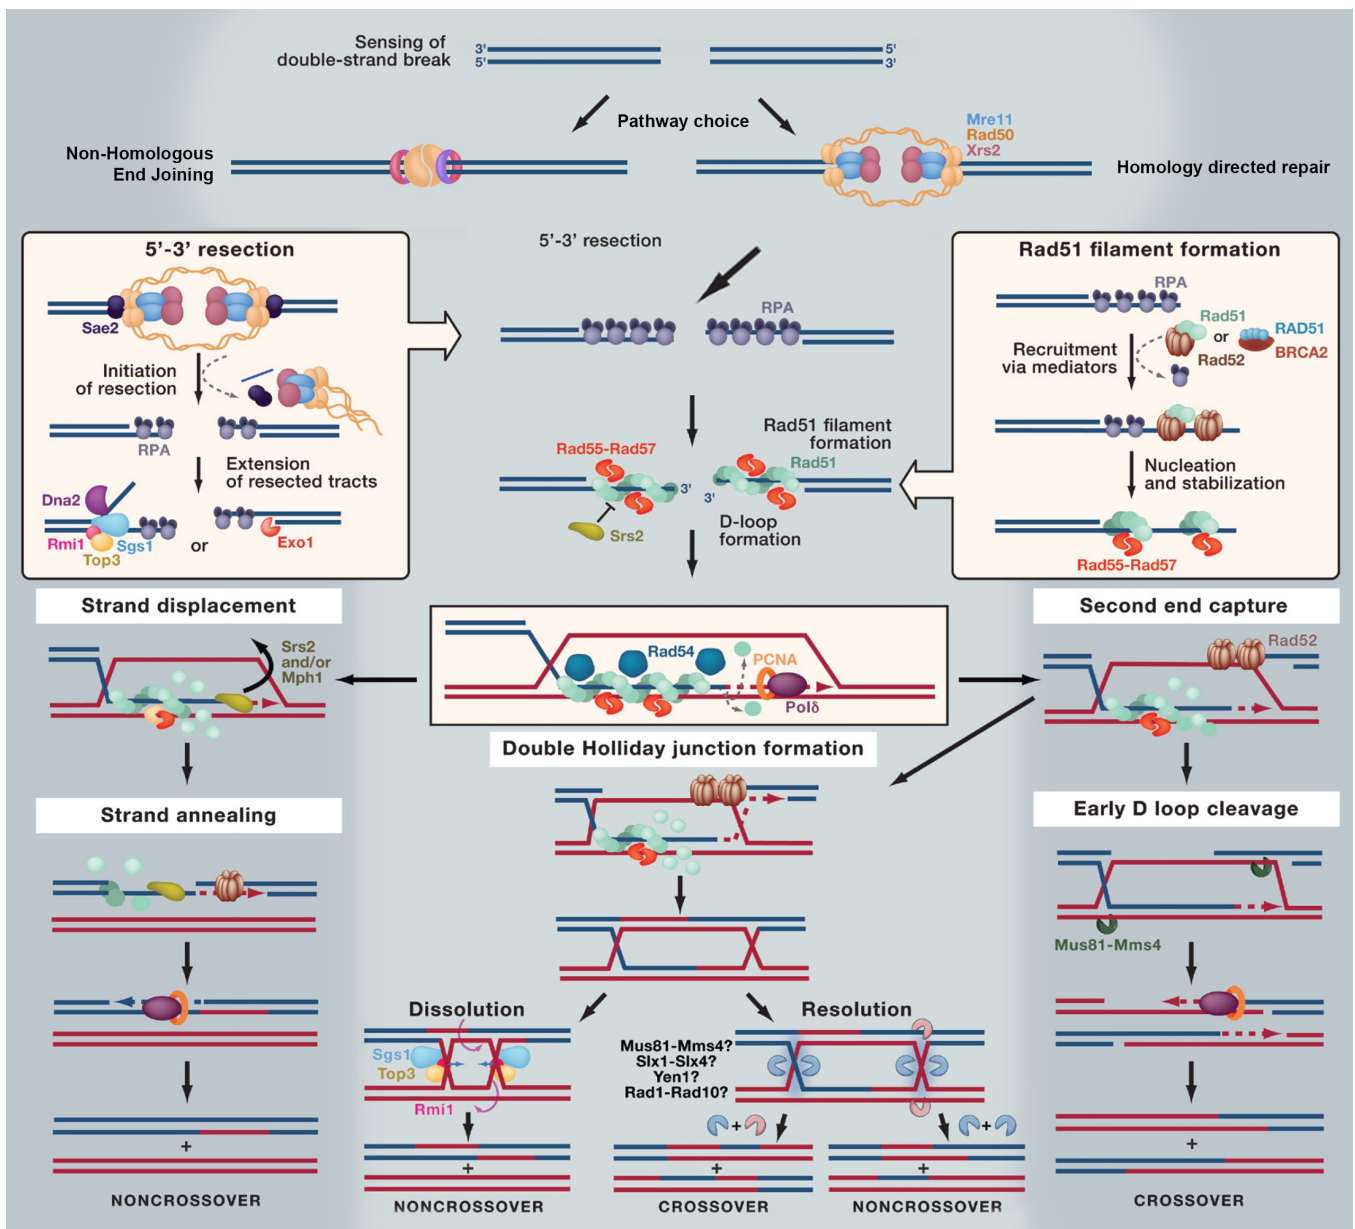 Sensing of
double-strand break
3'
5'
5'
3'
Pathway choice
Non-Homologous
End Joining
Mre11
Rad50
Xrs2
Homology directed repair
5'-3' resection
Sae2
Initiation
of resection
RPA
Extension
of resected tracts
Dna2
Rmi1
Sgs1
Top3
or
Exo1
5'-3' resection
RPA
Rad51 filament
formation
Rad55-Rad57
Rad51
3'
3'
Srs2
D-loop
formation
Rad51 filament formation
RPA
Rad51
or
RAD51
Rad52
BRCA2
Recruitment
via mediators
Nucleation
and stabilization
Rad55-Rad57
Strand displacement
Srs2
and/or
Mph1
Rad54
PCNA
Polδ
Second end capture
Rad52
Double Holliday junction formation
Strand annealing
Early D loop cleavage
Mus81-Mms4
Dissolution
Sgs1
Top3
Rmi1
Resolution
Mus81-Mms4?
Slx1-Slx4?
Yen1?
Rad1-Rad10?
+
+
+
+
+
+
+
NONCROSSOVER
NONCROSSOVER
CROSSOVER
NONCROSSOVER
CROSSOVER